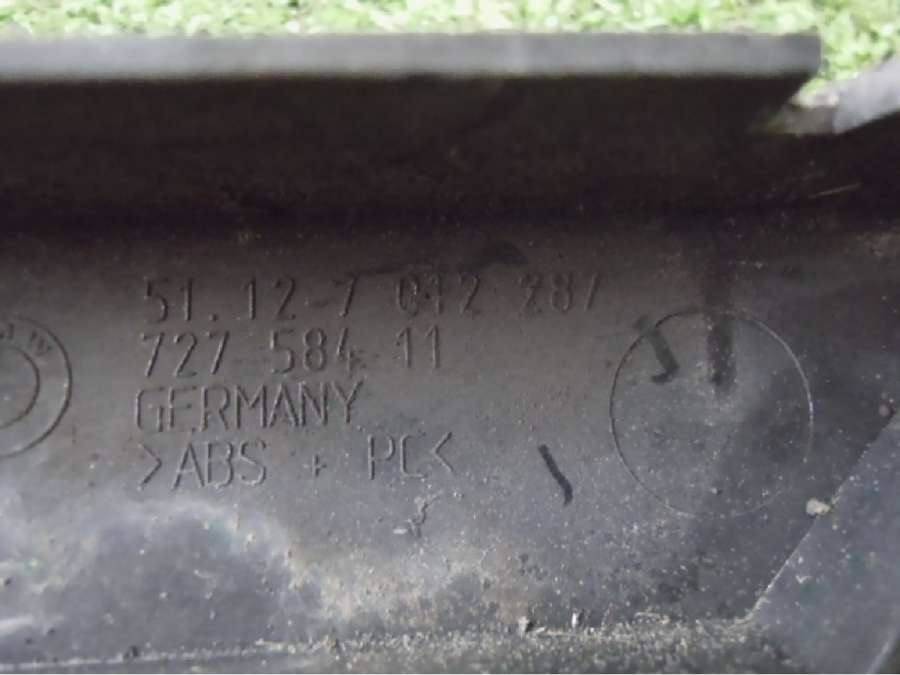 51.12-7 012 287
727 584 11
GERMANY
>ABS + PC<